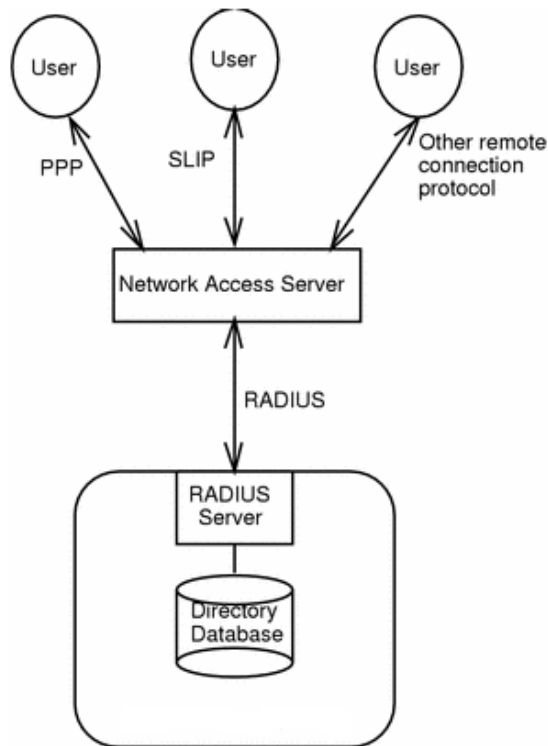 User
User
User
PPP
SLIP
Other remote
connection
protocol
Network Access Server
RADIUS
RADIUS
Server
Directory
Database